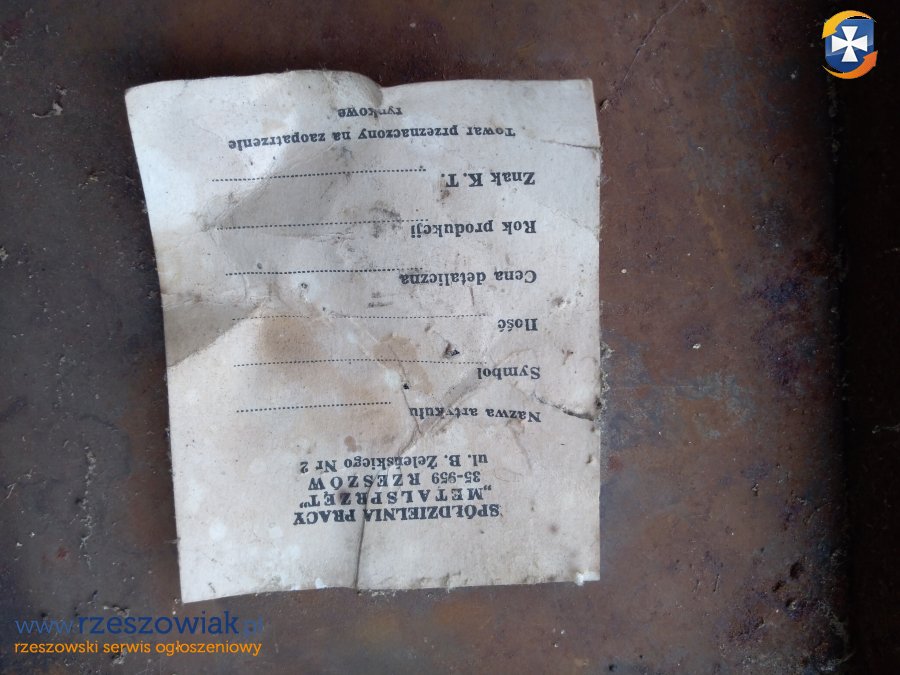 SPÓŁDZIELNIA PRACY
„METALSPRZĘT”
35-959 RZESZÓW
ul. B. Żeleńskiego Nr 2
Nazwa artykułu
Symbol
Ilość
Cena detaliczna
Rok produkcji
Znak K. T.
Towar przeznaczony na zaopatrzenie
rynkowe
www.rzeszowiak.pl
rzeszowski serwis ogłoszeniowy